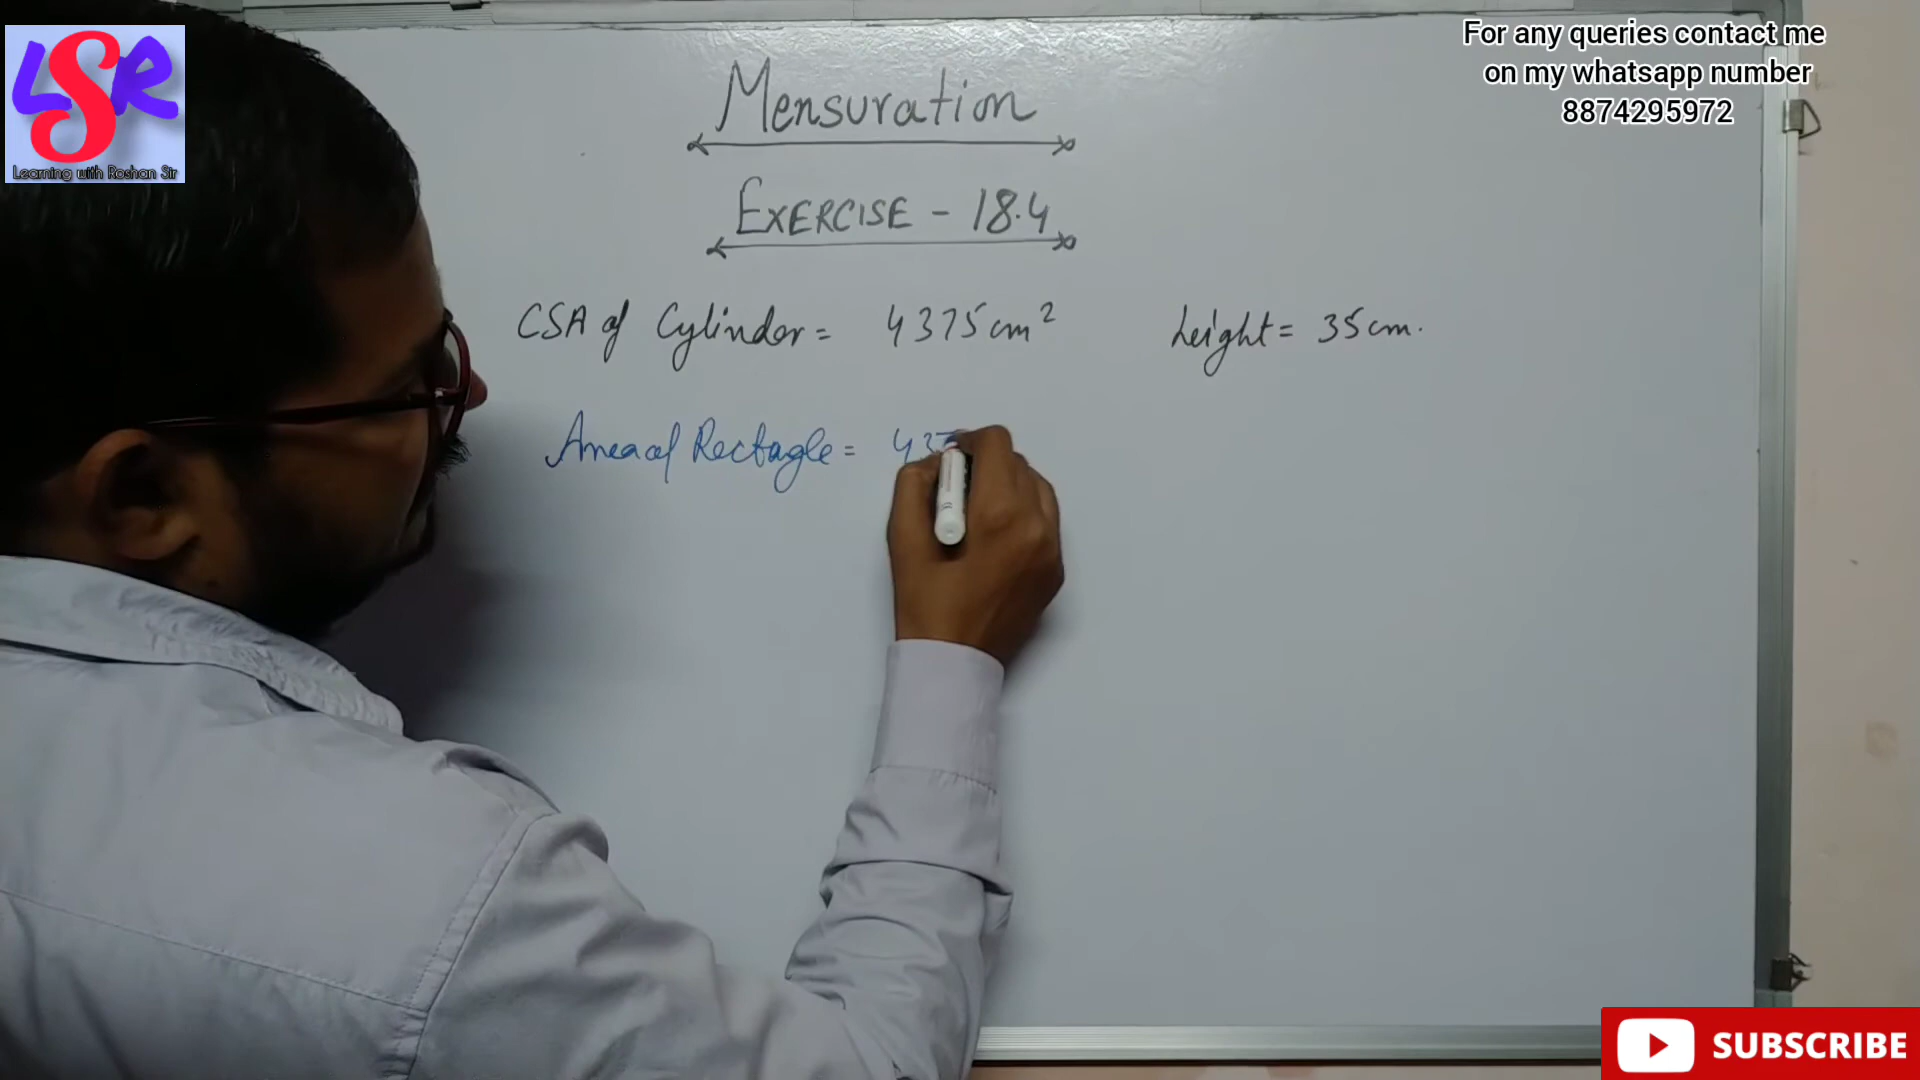 LSR
Learning with Roshan Sir
For any queries contact me
on my whatsapp number
8874295972
Mensuration
EXERCISE - 18.4
CSA of Cylinder = 4375 cm² height = 35 cm.
Area of Rectagle = 437
SUBSCRIBE